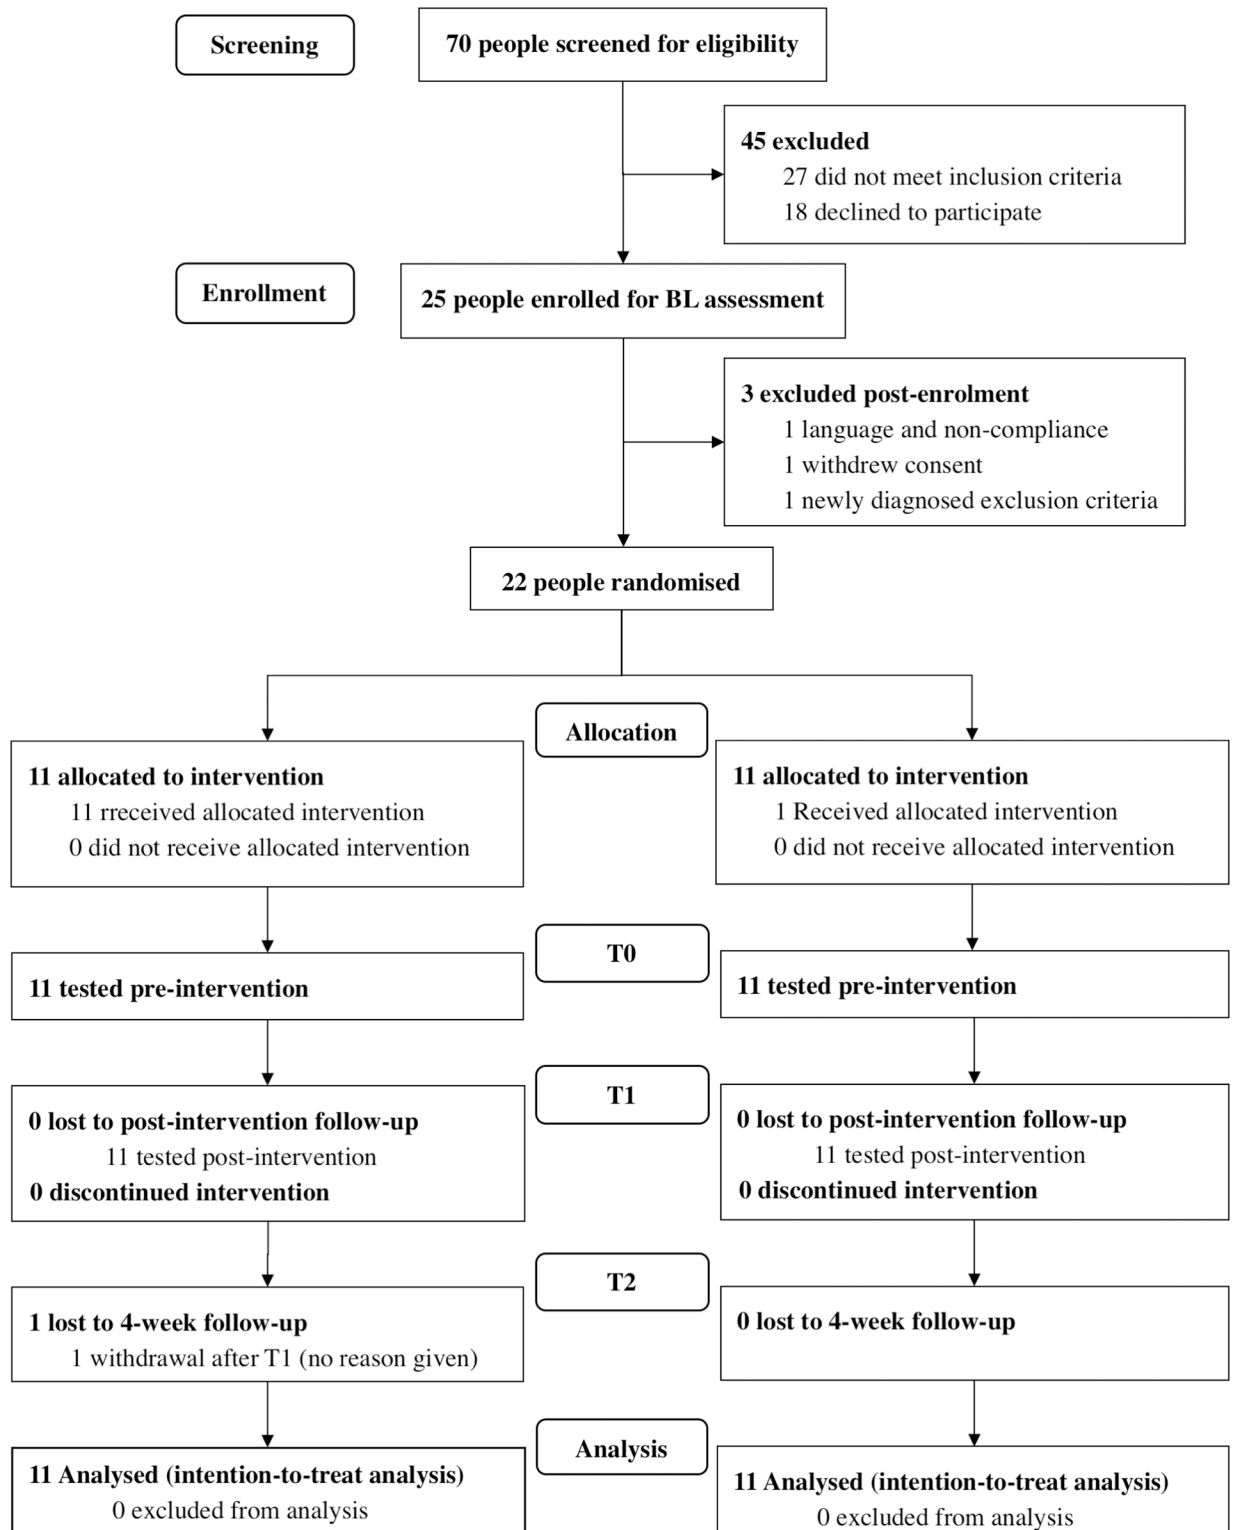 Screening
70 people screened for eligibility
45 excluded
27 did not meet inclusion criteria
18 declined to participate
Enrollment
25 people enrolled for BL assessment
3 excluded post-enrolment
1 language and non-compliance
1 withdrew consent
1 newly diagnosed exclusion criteria
22 people randomised
Allocation
11 allocated to intervention
11 rreceived allocated intervention
0 did not receive allocated intervention
11 allocated to intervention
1 Received allocated intervention
0 did not receive allocated intervention
T0
11 tested pre-intervention
11 tested pre-intervention
T1
0 lost to post-intervention follow-up
11 tested post-intervention
0 discontinued intervention
0 lost to post-intervention follow-up
11 tested post-intervention
0 discontinued intervention
T2
1 lost to 4-week follow-up
1 withdrawal after T1 (no reason given)
0 lost to 4-week follow-up
Analysis
11 Analysed (intention-to-treat analysis)
0 excluded from analysis
11 Analysed (intention-to-treat analysis)
0 excluded from analysis